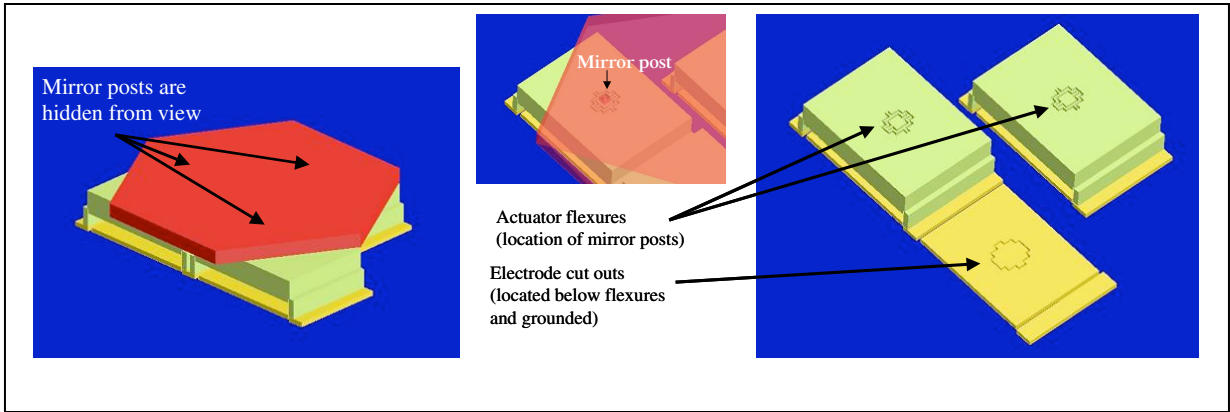 Mirror posts are
hidden from view
Mirror post
Actuator flexures
(location of mirror posts)
Electrode cut outs
(located below flexures
and grounded)